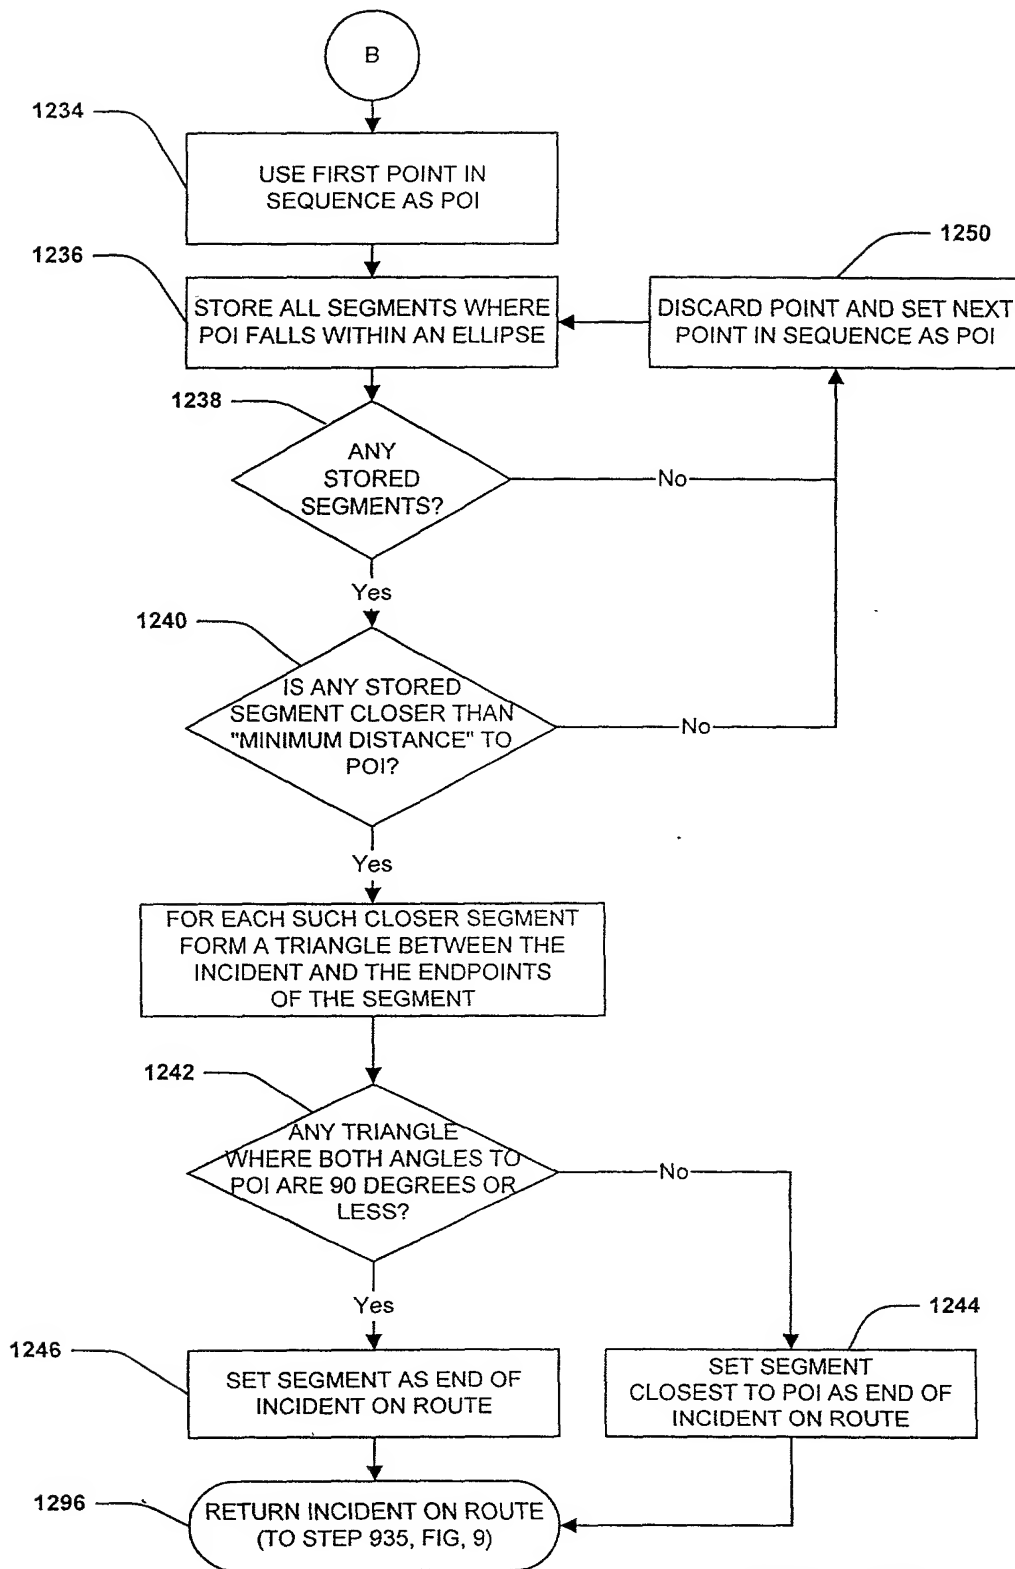 B
1234
USE FIRST POINT IN
SEQUENCE AS POI
1236
STORE ALL SEGMENTS WHERE
POI FALLS WITHIN AN ELLIPSE
1250
DISCARD POINT AND SET NEXT
POINT IN SEQUENCE AS POI
1238
ANY
STORED
SEGMENTS?
No
Yes
1240
IS ANY STORED
SEGMENT CLOSER THAN
"MINIMUM DISTANCE" TO
POI?
No
Yes
FOR EACH SUCH CLOSER SEGMENT
FORM A TRIANGLE BETWEEN THE
INCIDENT AND THE ENDPOINTS
OF THE SEGMENT
1242
ANY TRIANGLE
WHERE BOTH ANGLES TO
POI ARE 90 DEGREES OR
LESS?
No
Yes
1244
SET SEGMENT
CLOSEST TO POI AS END OF
INCIDENT ON ROUTE
1246
SET SEGMENT AS END OF
INCIDENT ON ROUTE
1296
RETURN INCIDENT ON ROUTE
(TO STEP 935, FIG, 9)